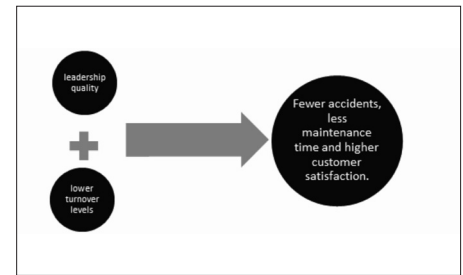 leadership
quality
lower
turnover
levels
Fewer accidents,
less
maintenance
time and higher
customer
satisfaction.